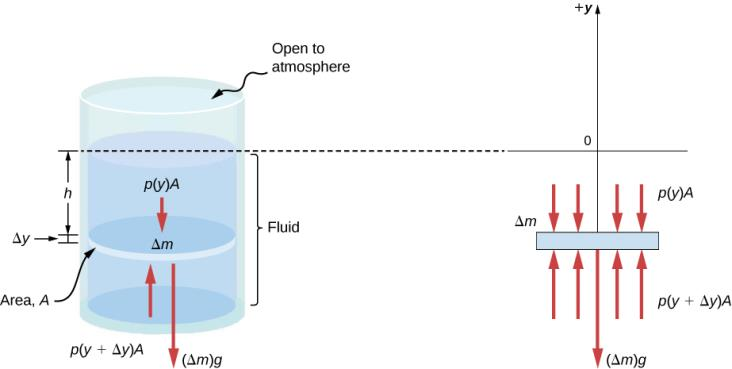 Open to
atmosphere
h
p(y)A
Δm
Δy
Fluid
Area, A
p(y + Δy)A
(Δm)g
+y
0
p(y)A
Δm
p(y + Δy)A
(Δm)g